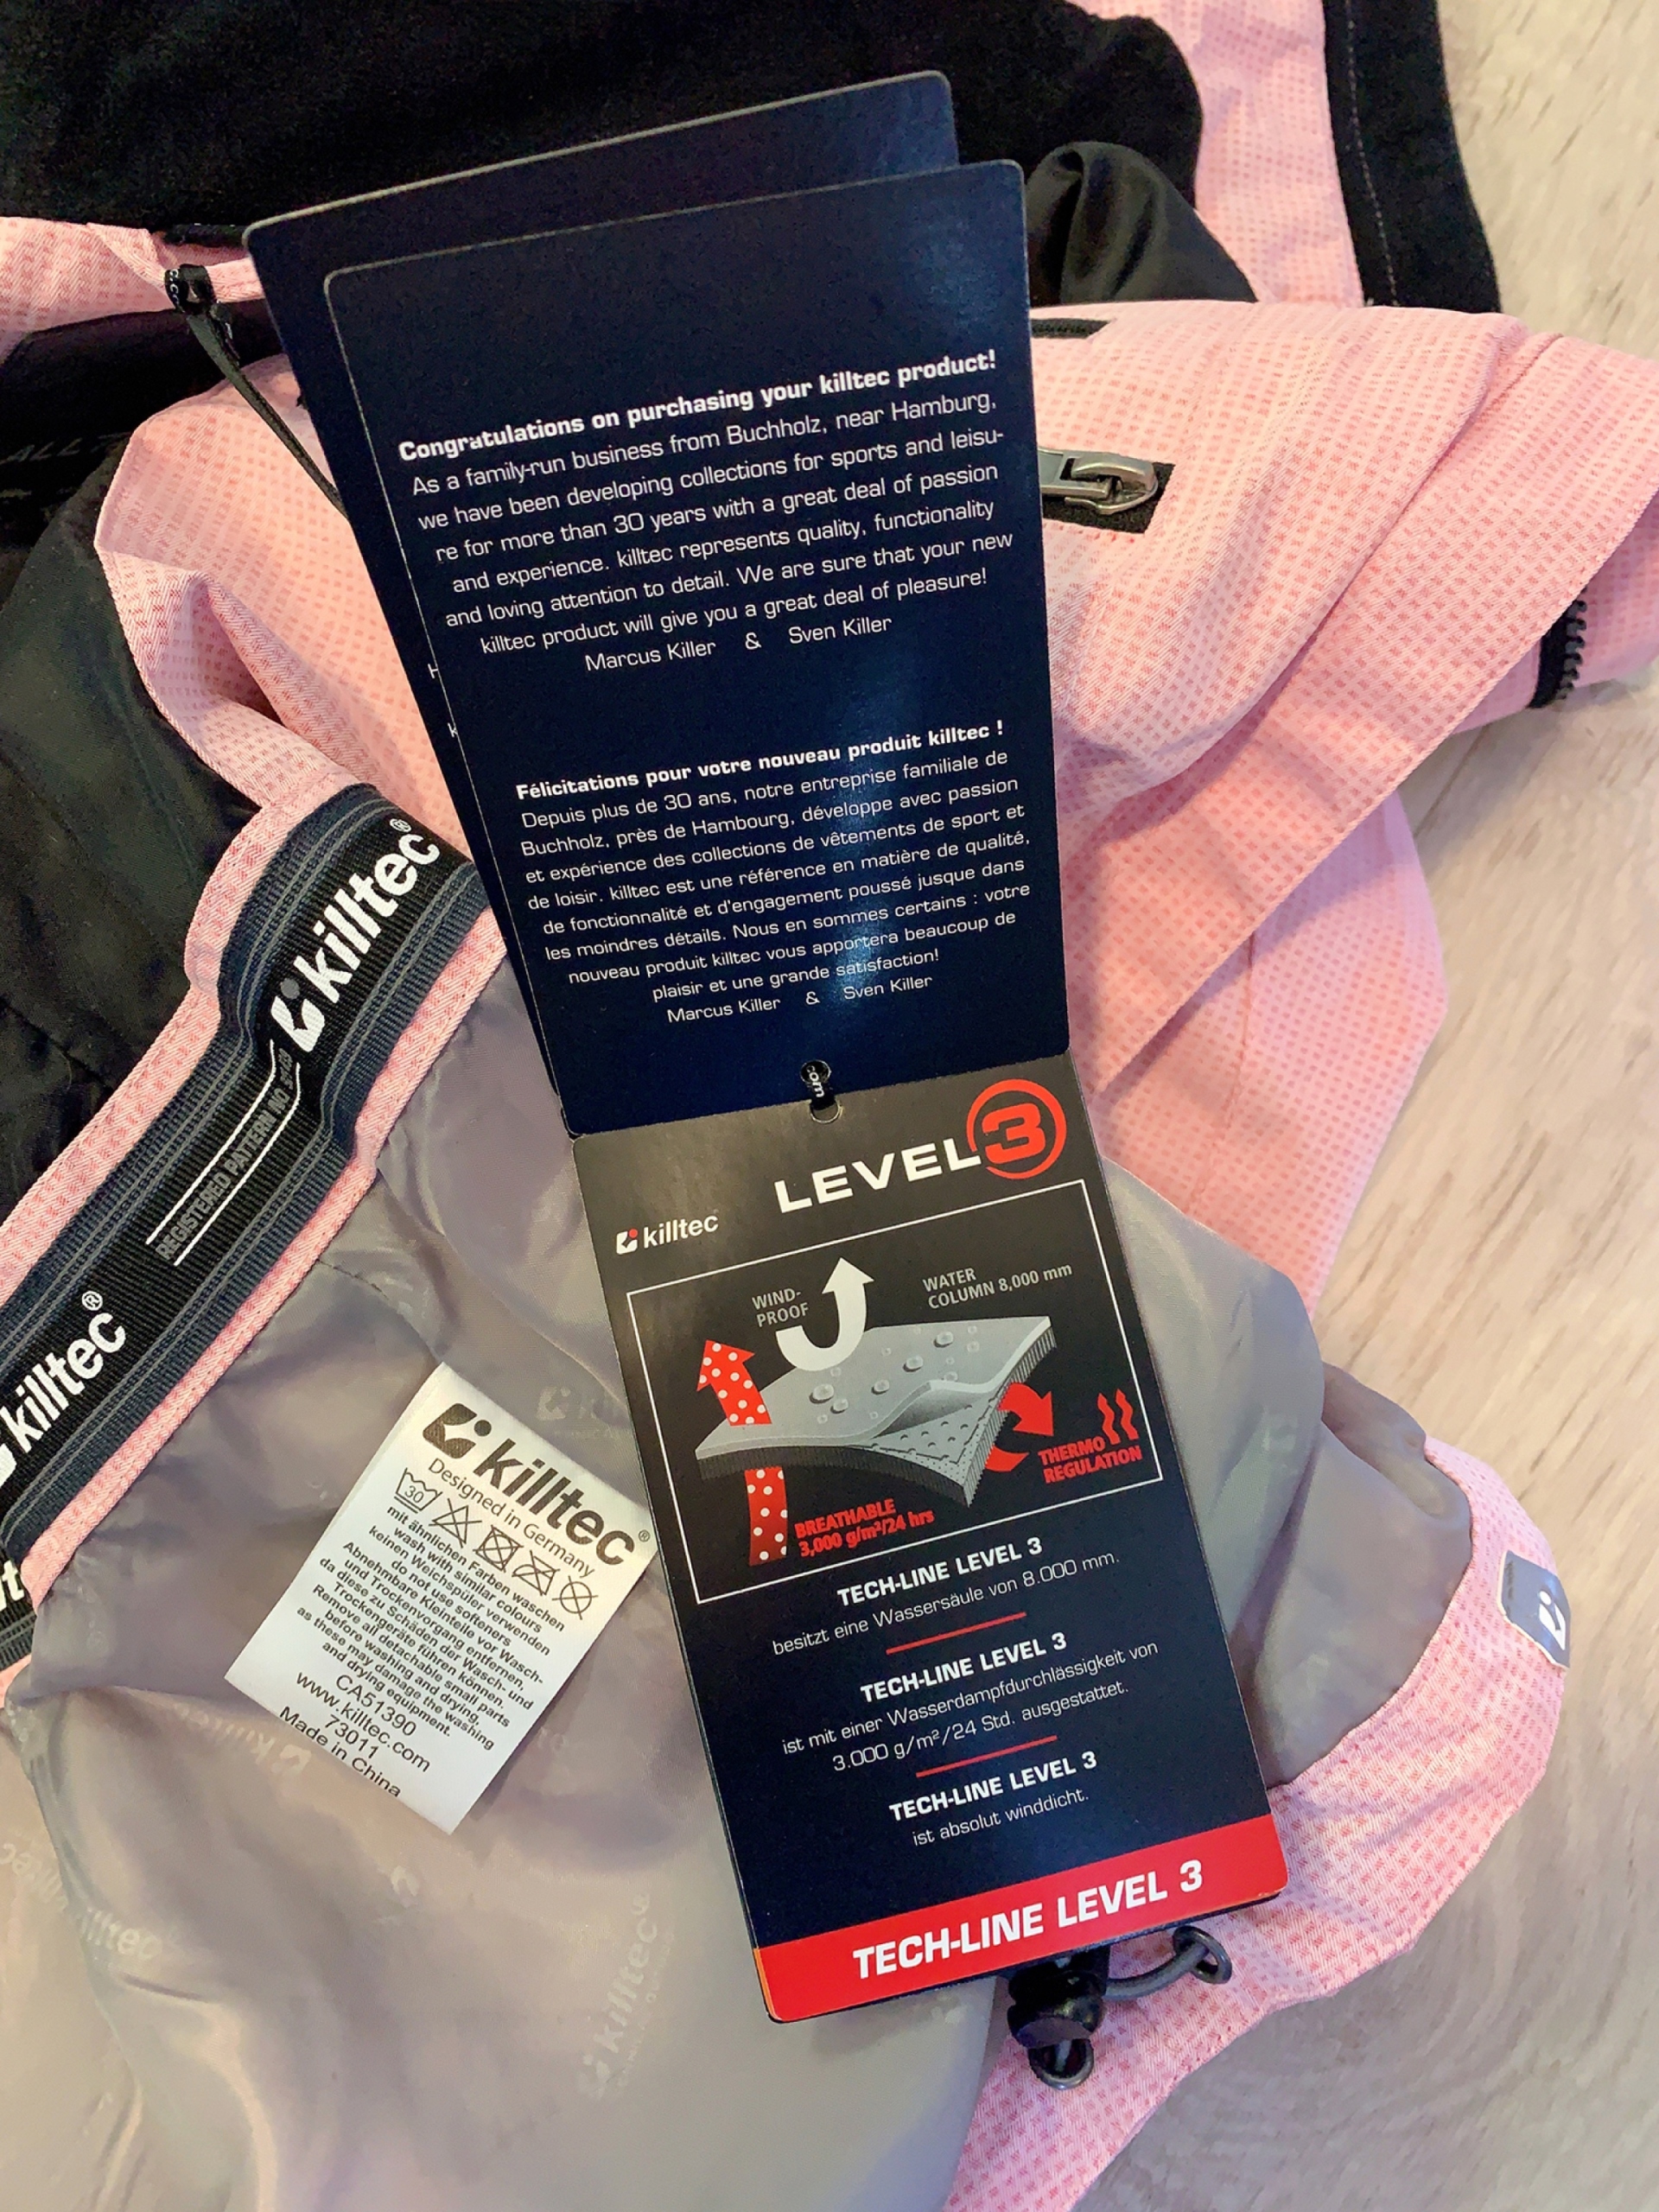 Congratulations on purchasing your killtec product!
As a family-run business from Buchholz, near Hamburg,
we have been developing collections for sports and leisu-
re for more than 30 years with a great deal of passion
and experience. killtec represents quality, functionality
and loving attention to detail. We are sure that your new
killtec product will give you a great deal of pleasure!
Marcus Killer & Sven Killer
Félicitations pour votre nouveau produit killtec !
Depuis plus de 30 ans, notre entreprise familiale de
Buchholz, près de Hambourg, développe avec passion
et expérience des collections de vêtements de sport et
de loisir. killtec est une référence en matière de qualité,
de fonctionnalité et d'engagement poussé jusque dans
les moindres détails. Nous en sommes certains : votre
nouveau produit killtec vous apportera beaucoup de
plaisir et une grande satisfaction!
Marcus Killer & Sven Killer
com
LEVEL 3
killtec
WIND-
PROOF
WATER
COLUMN 8,000 mm
THERMO
REGULATION
BREATHABLE
3,000 g/m²/24 hrs
TECH-LINE LEVEL 3
besitzt eine Wassersäule von 8.000 mm.
TECH-LINE LEVEL 3
ist mit einer Wasserdampfdurchlässigkeit von
3.000 g/m²/24 Std. ausgestattet.
TECH-LINE LEVEL 3
ist absolut winddicht.
TECH-LINE LEVEL 3
killtec®
REGISTERED PATTERN NO
killtec®
killtec®
Designed in Germany
30
mit ähnlichen Farben waschen
wash with similar colours
keinen Weichspüler verwenden
do not use softeners
Abnehmbare Kleinteile vor Wasch-
und Trockenvorgang entfernen,
da diese zu Schäden der Wasch- und
Trockengeräte führen können.
Remove all detachable small parts
before washing and drying,
as these may damage the washing
and drying equipment.
CA51390
www.killtec.com
73011
Made in China
killtec
killtec